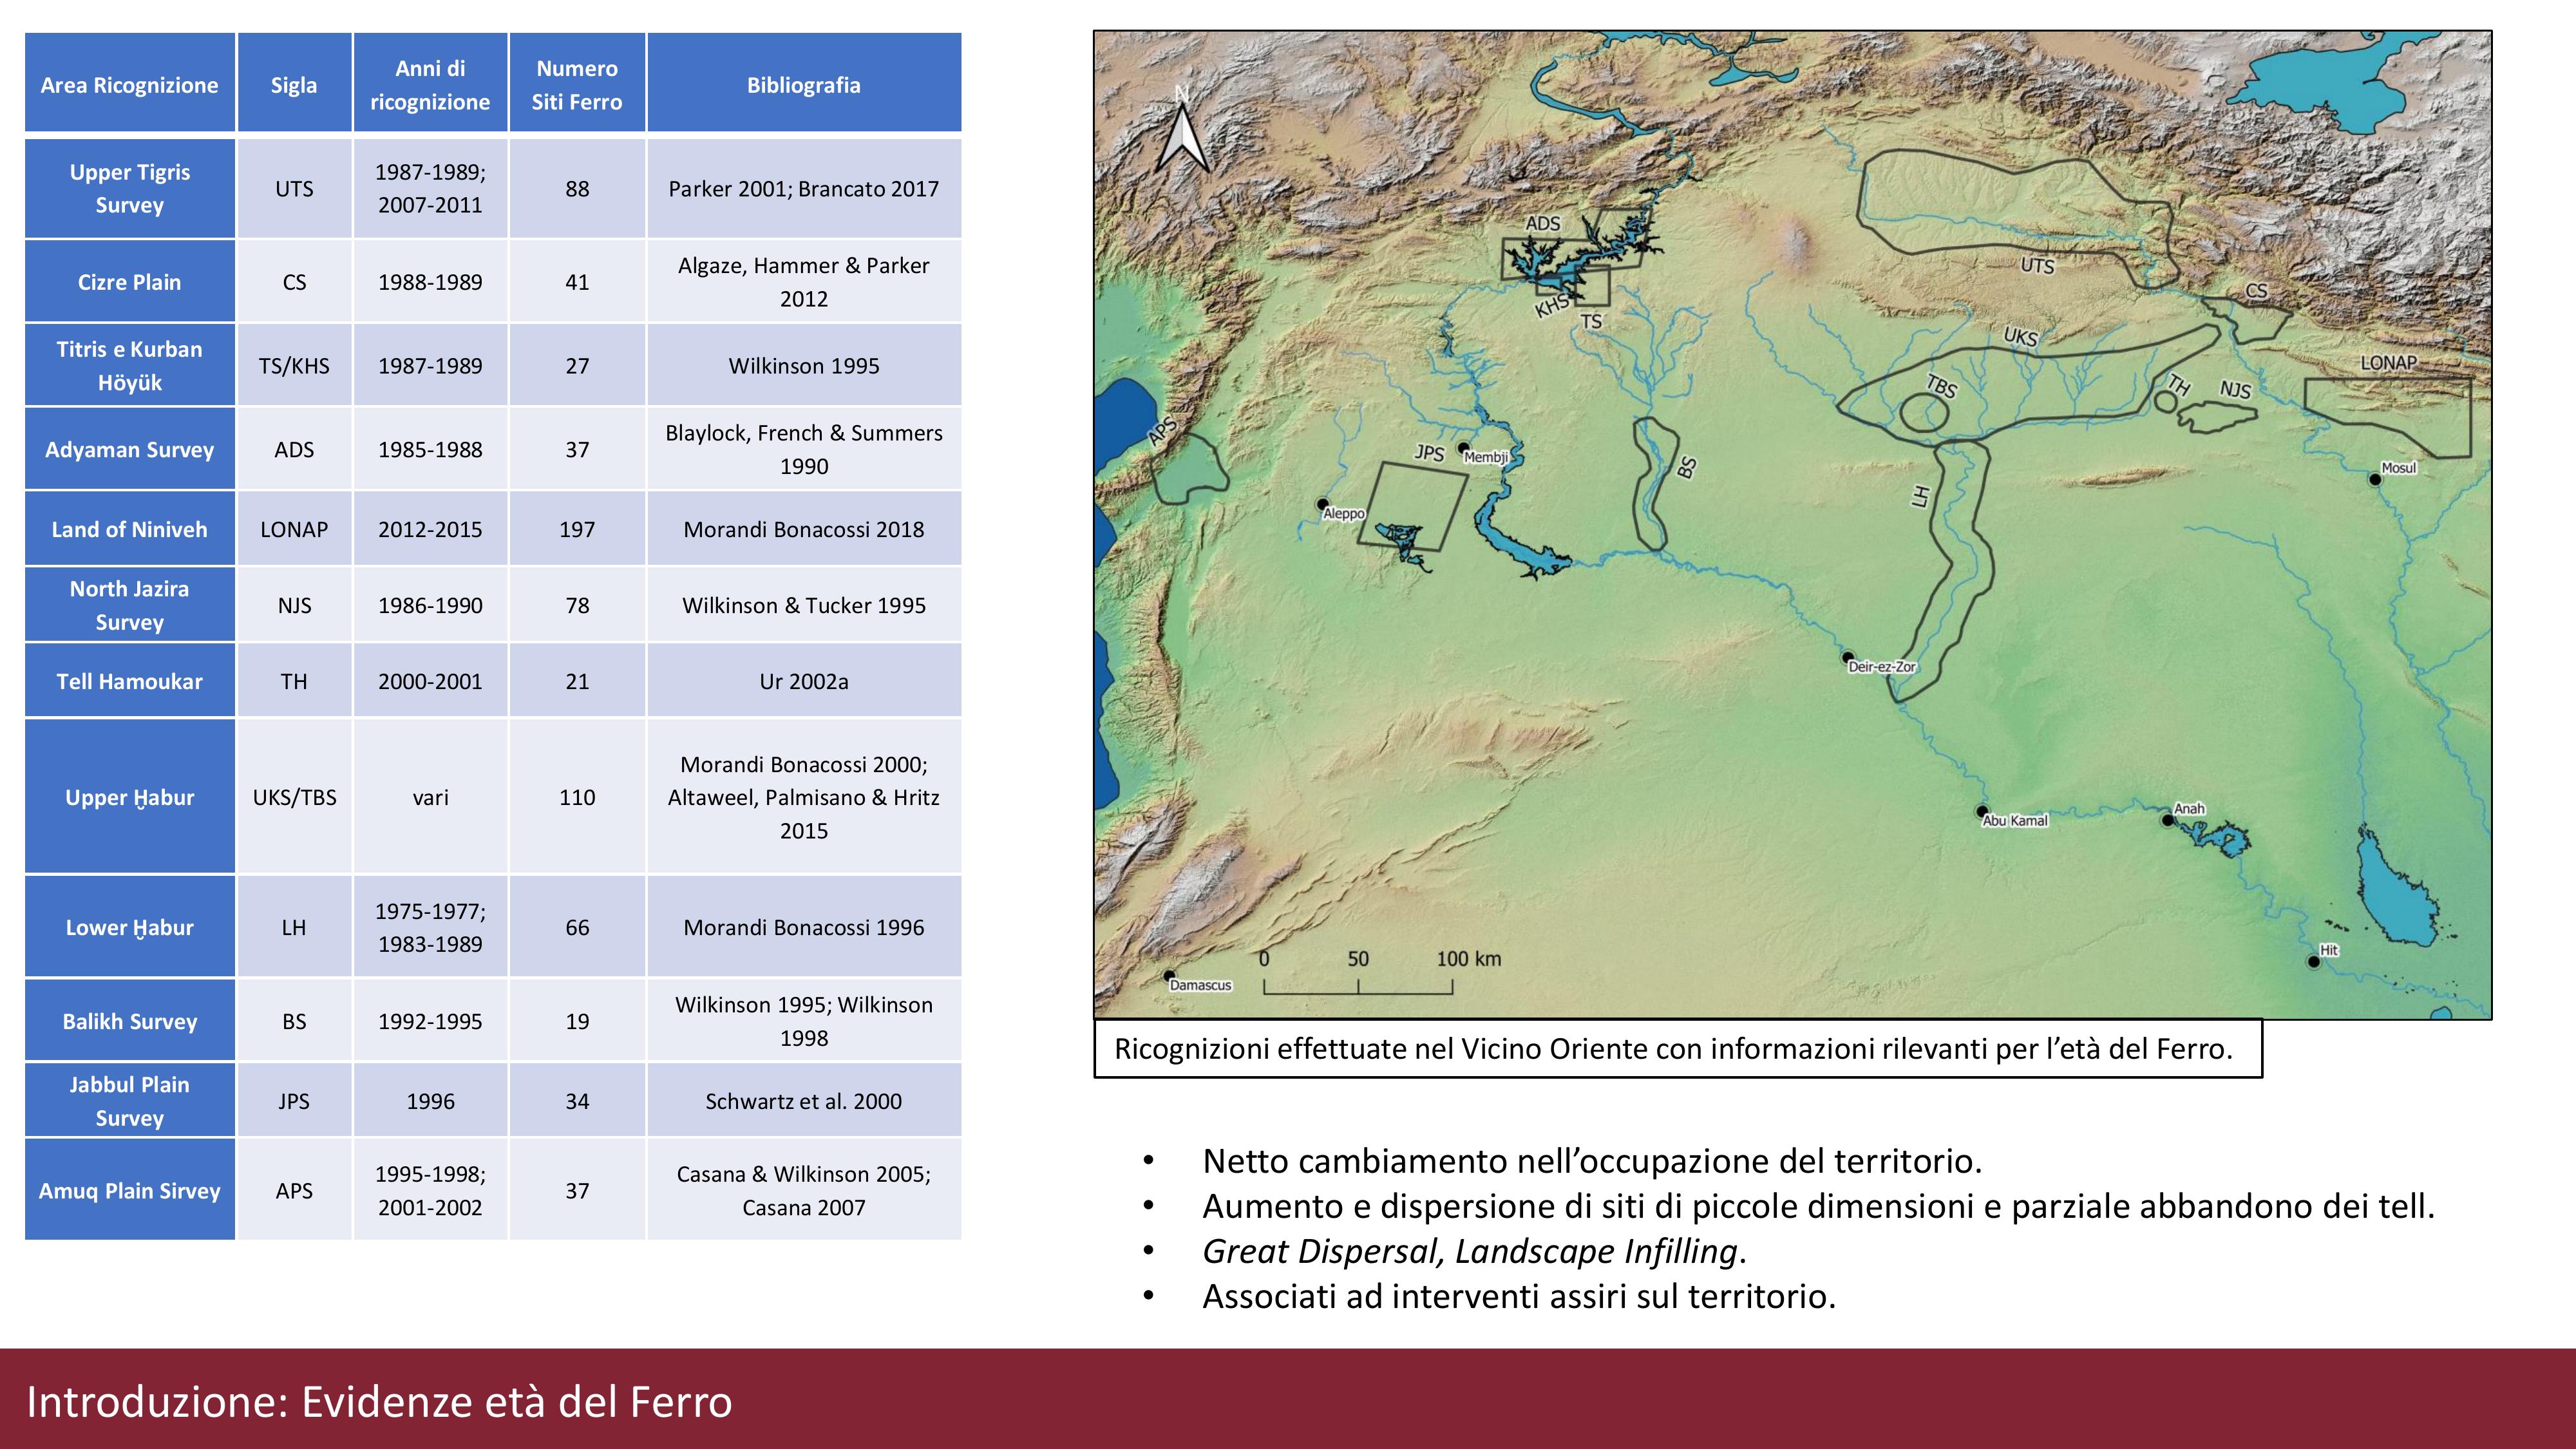 Area Ricognizione
Sigla
Anni di
ricognizione
Numero
Siti Ferro
Bibliografia
Upper Tigris
Survey
UTS
1987-1989;
2007-2011
88
Parker 2001; Brancato 2017
Cizre Plain
CS
1988-1989
41
Algaze, Hammer & Parker
2012
Titris e Kurban
Höyük
TS/KHS
1987-1989
27
Wilkinson 1995
Adyaman Survey
ADS
1985-1988
37
Blaylock, French & Summers
1990
Land of Niniveh
LONAP
2012-2015
197
Morandi Bonacossi 2018
North Jazira
Survey
NJS
1986-1990
78
Wilkinson & Tucker 1995
Tell Hamoukar
TH
2000-2001
21
Ur 2002a
Upper Ḫabur
UKS/TBS
vari
110
Morandi Bonacossi 2000;
Altaweel, Palmisano & Hritz
2015
Lower Ḫabur
LH
1975-1977;
1983-1989
66
Morandi Bonacossi 1996
Balikh Survey
BS
1992-1995
19
Wilkinson 1995; Wilkinson
1998
Jabbul Plain
Survey
JPS
1996
34
Schwartz et al. 2000
Amuq Plain Sirvey
APS
1995-1998;
2001-2002
37
Casana & Wilkinson 2005;
Casana 2007
N
ADS
UTS
CS
KHS
TS
UKS
LONAP
TBS
TH
NJS
APS
JPS
Membji
BS
Mosul
LH
Aleppo
Deir-ez-Zor
Anah
Abu Kamal
Hit
0 50 100 km
Damascus
Ricognizioni effettuate nel Vicino Oriente con informazioni rilevanti per l’età del Ferro.
• Netto cambiamento nell’occupazione del territorio.
• Aumento e dispersione di siti di piccole dimensioni e parziale abbandono dei tell.
• Great Dispersal, Landscape Infilling.
• Associati ad interventi assiri sul territorio.
Introduzione: Evidenze età del Ferro